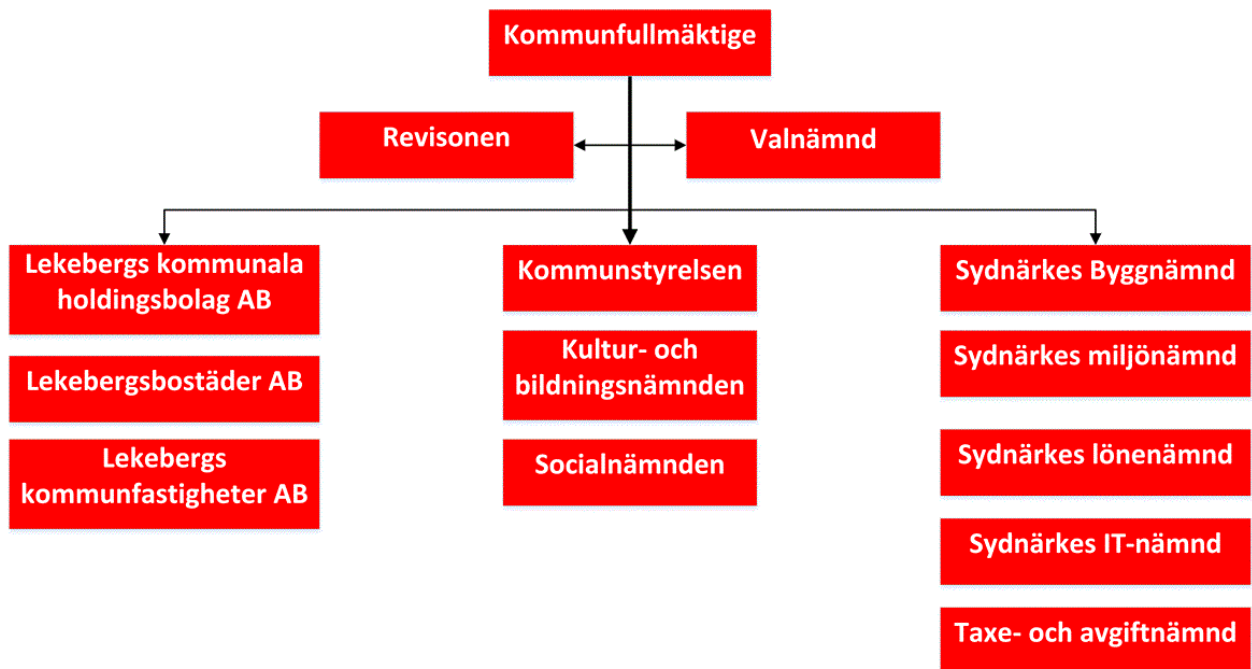 Kommunfullmäktige
Revisonen
Valnämnd
Lekebergs kommunala
holdingsbolag AB
Lekebergsbostäder AB
Lekebergs
kommunfastigheter AB
Kommunstyrelsen
Kultur- och
bildningsnämnden
Socialnämnden
Sydnärkes Byggnämnd
Sydnärkes miljönämnd
Sydnärkes lönenämnd
Sydnärkes IT-nämnd
Taxe- och avgiftnämnd